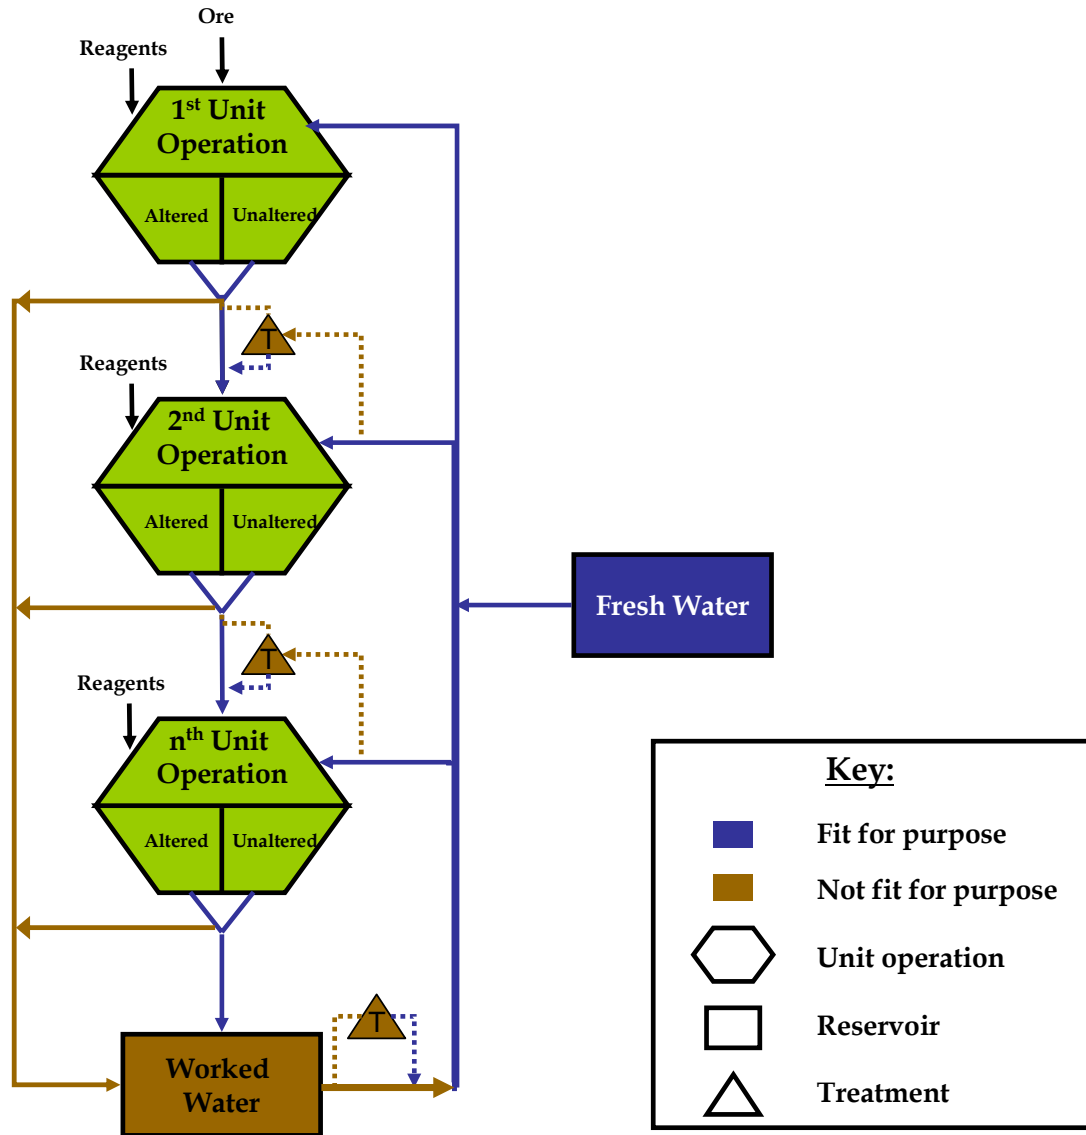 Ore
Reagents
1st Unit
Operation
Altered Unaltered
T
Reagents
2nd Unit
Operation
Altered Unaltered
Fresh Water
T
Reagents
nth Unit
Operation
Altered Unaltered
T
Worked
Water
Key:
Fit for purpose
Not fit for purpose
Unit operation
Reservoir
Treatment